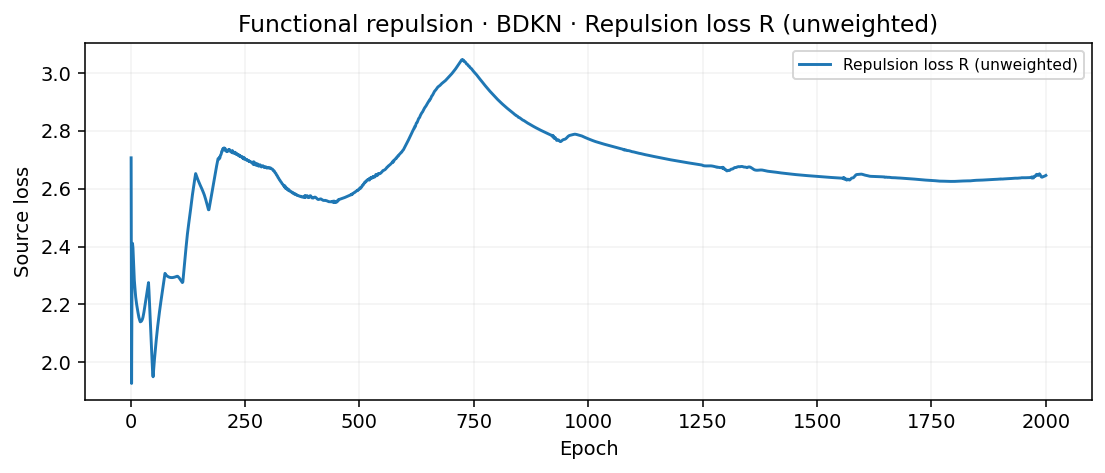 Functional repulsion · BDKN · Repulsion loss R (unweighted)
Repulsion loss R (unweighted)
Source loss
3.0
2.8
2.6
2.4
2.2
2.0
0 250 500 750 1000 1250 1500 1750 2000
Epoch